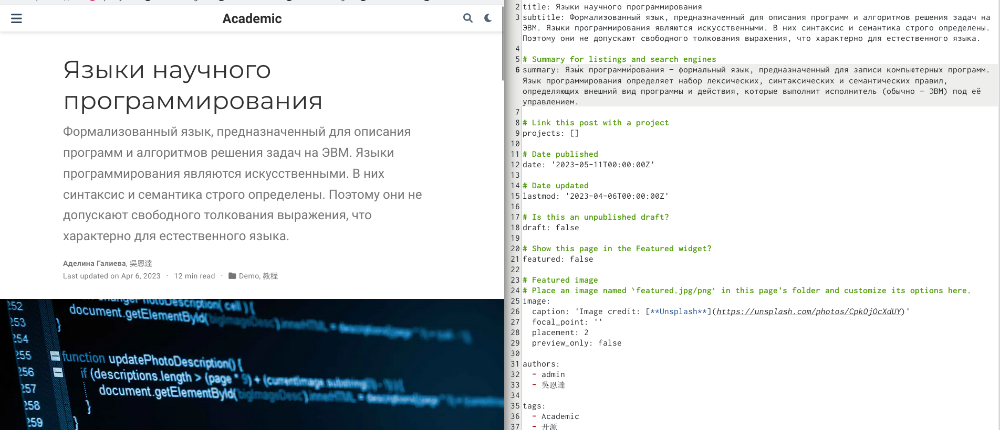 Academic
Языки научного
программирования
Формализованный язык, предназначенный для описания
программ и алгоритмов решения задач на ЭВМ. Языки
программирования являются искусственными. В них
синтаксис и семантика строго определены. Поэтому они не
допускают свободного толкования выражения, что
характерно для естественного языка.
Аделина Галиева, 吳恩達
Last updated on Apr 6, 2023 · 12 min read · Demo, 教程
252
document.getElementById(
253 }
254
255 function updatePhotoDescription() {
256 if (descriptions.length > (page * 9) + (currentImage substring
257 document.getElementById('bigImageDesc').innerHTML = descriptions[page
258 }
259 }
2 title: Языки научного программирования
3 subtitle: Формализованный язык, предназначенный для описания программ и алгоритмов решения задач на
ЭВМ. Языки программирования являются искусственными. В них синтаксис и семантика строго определены.
Поэтому они не допускают свободного толкования выражения, что характерно для естественного языка.
4
5 # Summary for listings and search engines
6 summary: Язы́к программи́рования — формальный язык, предназначенный для записи компьютерных программ.
Язык программирования определяет набор лексических, синтаксических и семантических правил,
определяющих внешний вид программы и действия, которые выполнит исполнитель (обычно — ЭВМ) под её
управлением.
7
8 # Link this post with a project
9 projects: []
10
11 # Date published
12 date: '2023-05-11T00:00:00Z'
13
14 # Date updated
15 lastmod: '2023-04-06T00:00:00Z'
16
17 # Is this an unpublished draft?
18 draft: false
19
20 # Show this page in the Featured widget?
21 featured: false
22
23 # Featured image
24 # Place an image named `featured.jpg/png` in this page's folder and customize its options here.
25 image:
26 caption: 'Image credit: [**Unsplash**](https://unsplash.com/photos/CpkOjOcXdUY)'
27 focal_point: ''
28 placement: 2
29 preview_only: false
30
31 authors:
32 - admin
33 - 吳恩達
34
35 tags:
36 - Academic
37 - 开源